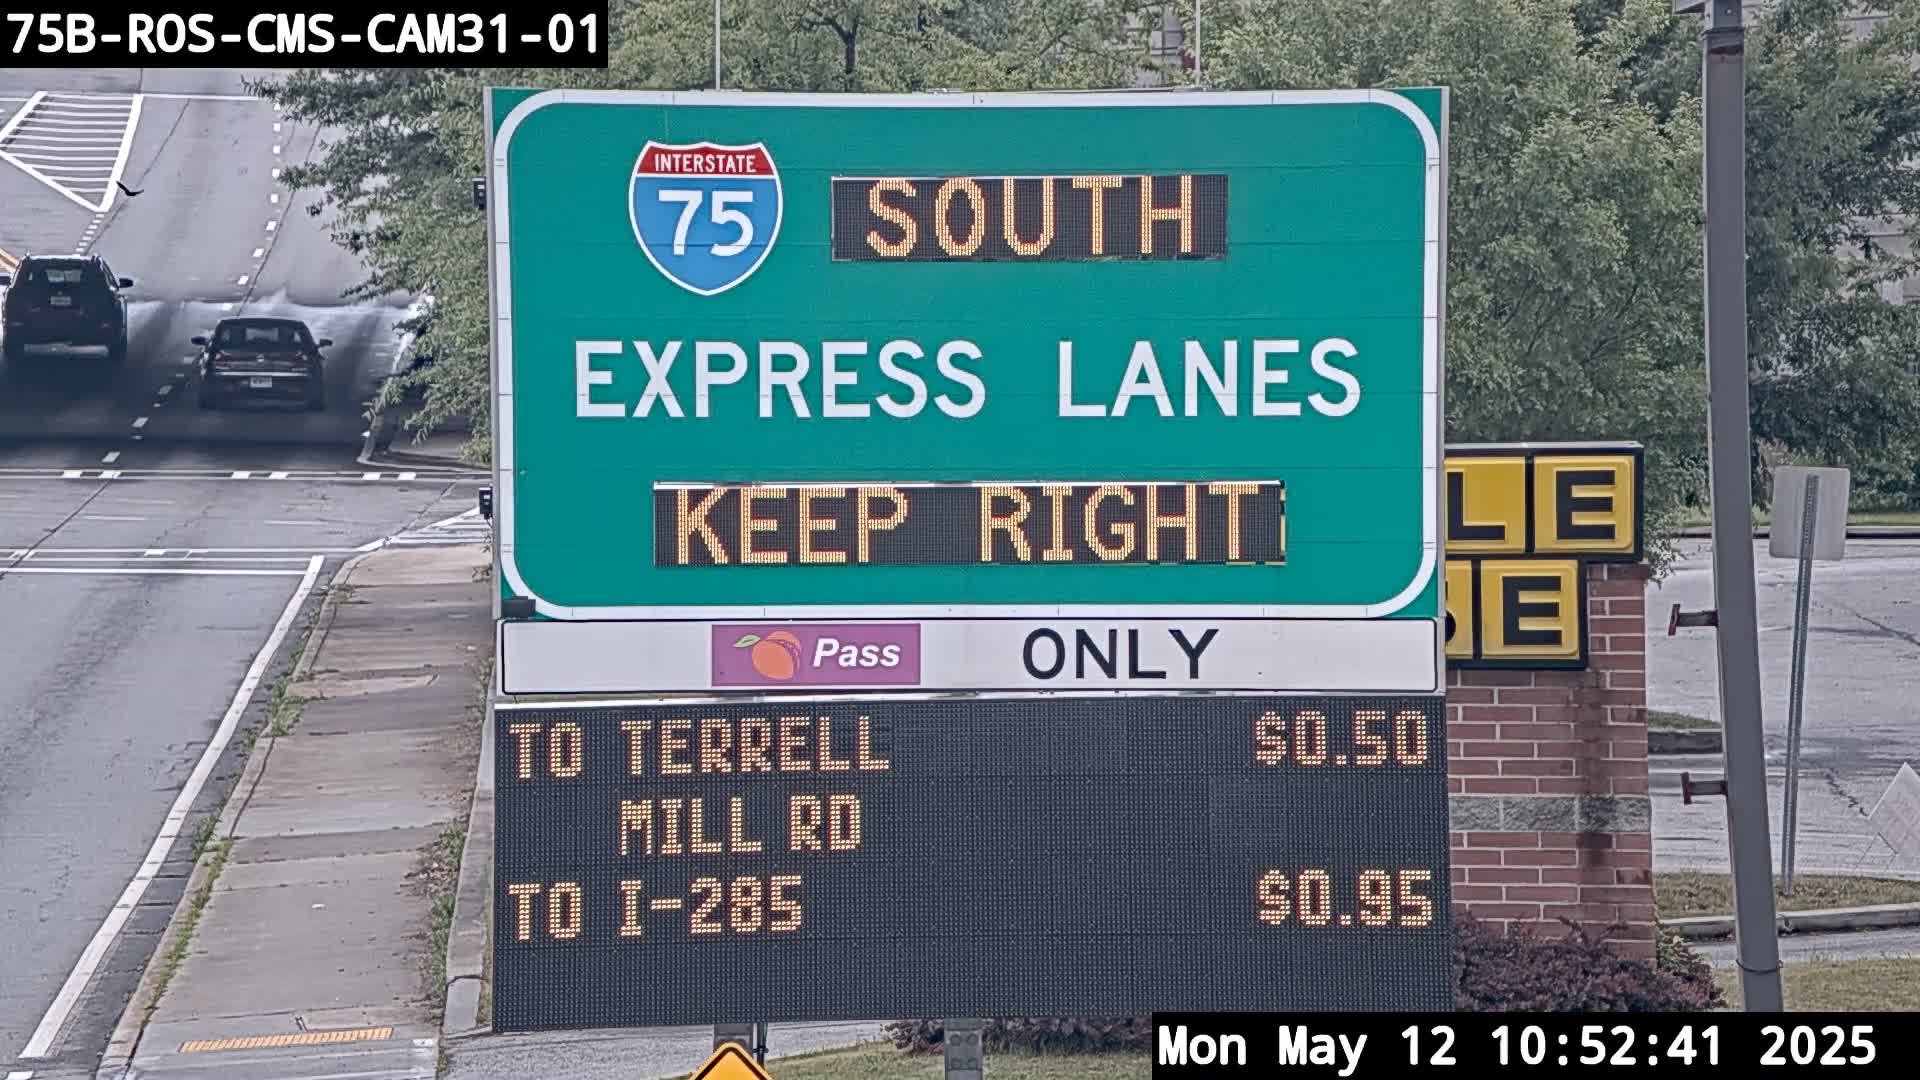 75B-ROS-CMS-CAM31-01
INTERSTATE
75
SOUTH
EXPRESS LANES
KEEP RIGHT
Pass ONLY
TO TERRELL $0.50
MILL RD
TO I-285 $0.95
LE
E
Mon May 12 10:52:41 2025